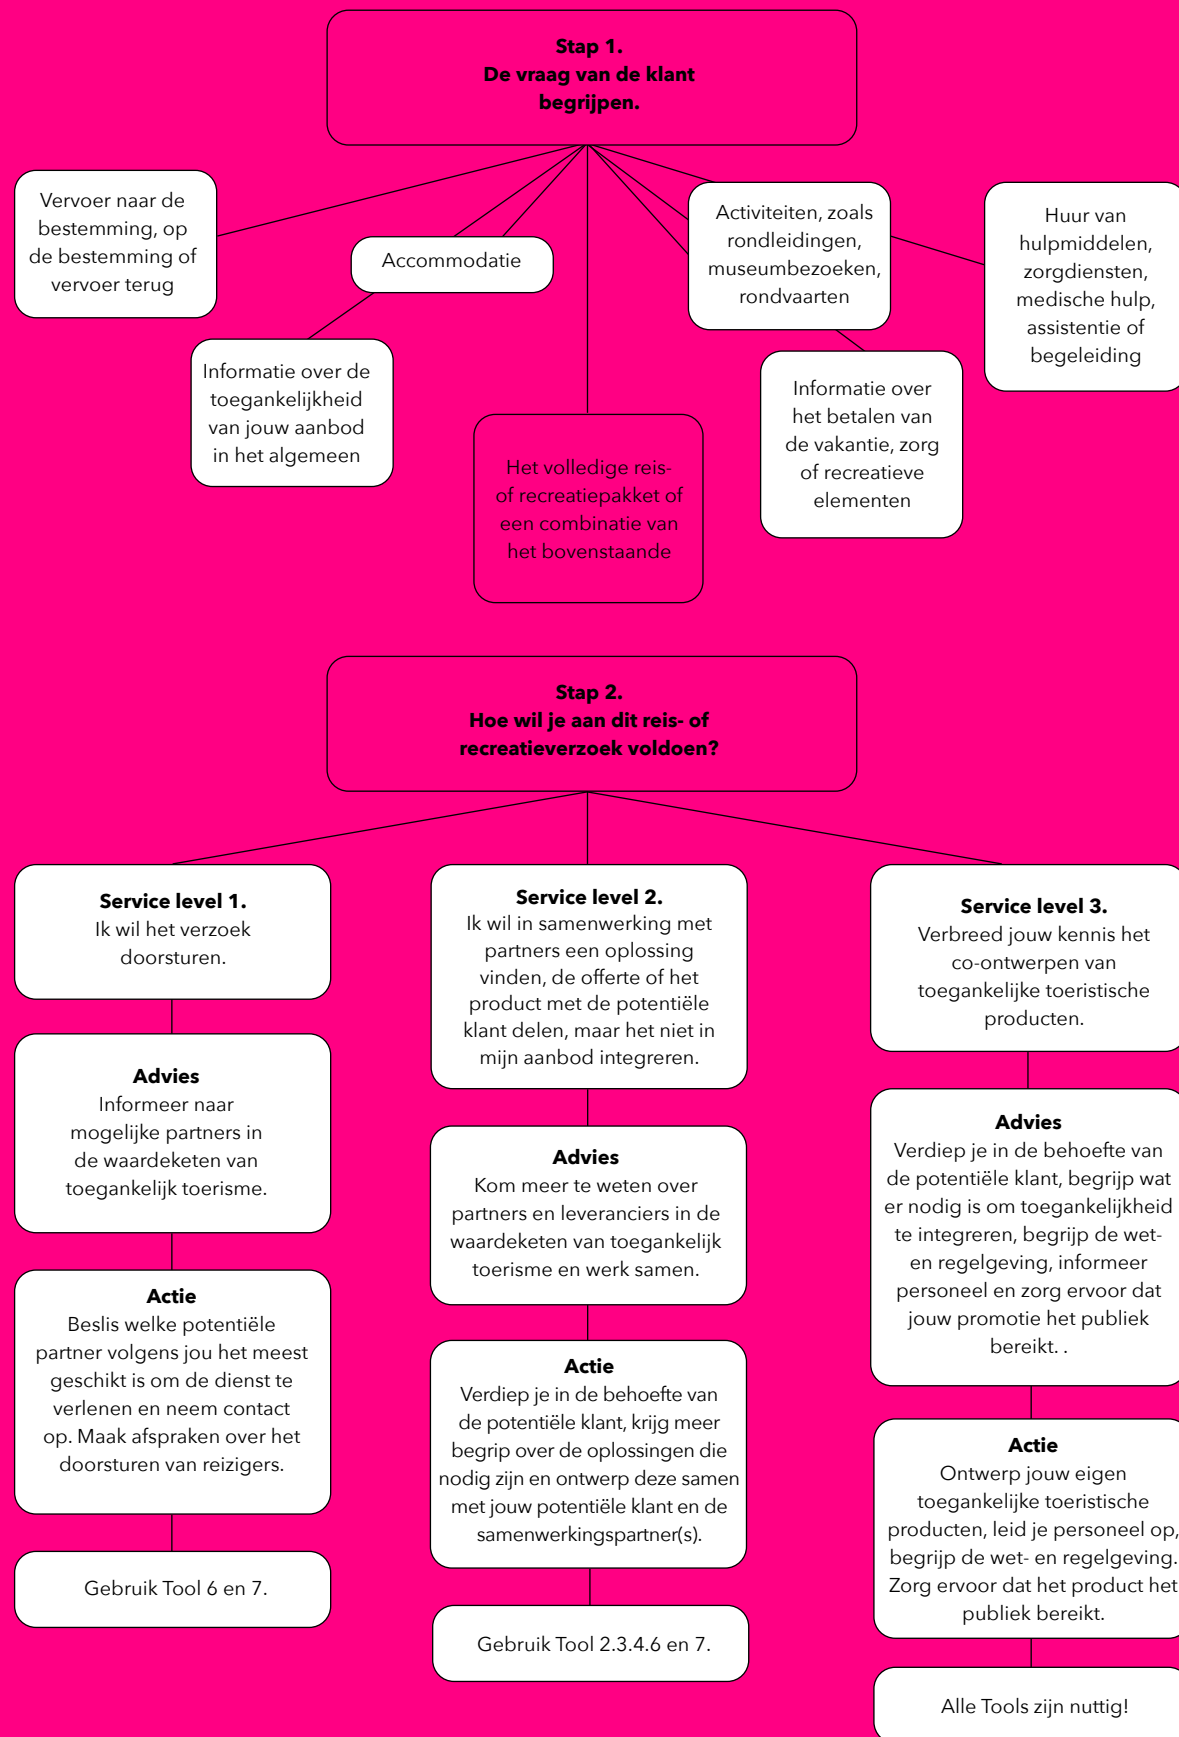 Stap 1.
De vraag van de klant
begrijpen.
Vervoer naar de
bestemming, op
de bestemming of
vervoer terug
Accommodatie
Activiteiten, zoals
rondleidingen,
museumbezoeken,
rondvaarten
Huur van
hulpmiddelen,
zorgdiensten,
medische hulp,
assistentie of
begeleiding
Informatie over de
toegankelijkheid
van jouw aanbod
in het algemeen
Informatie over
het betalen van
de vakantie, zorg
of recreatieve
elementen
Het volledige reis-
of recreatiepakket of
een combinatie van
het bovenstaande
Stap 2.
Hoe wil je aan dit reis- of
recreatieverzoek voldoen?
Service level 1.
Ik wil het verzoek
doorsturen.
Advies
Informeer naar
mogelijke partners in
de waardeketen van
toegankelijk toerisme.
Actie
Beslis welke potentiële
partner volgens jou het meest
geschikt is om de dienst te
verlenen en neem contact
op. Maak afspraken over het
doorsturen van reizigers.
Gebruik Tool 6 en 7.
Service level 2.
Ik wil in samenwerking met
partners een oplossing
vinden, de offerte of het
product met de potentiële
klant delen, maar het niet in
mijn aanbod integreren.
Advies
Kom meer te weten over
partners en leveranciers in de
waardeketen van toegankelijk
toerisme en werk samen.
Actie
Verdiep je in de behoefte van
de potentiële klant, krijg meer
begrip over de oplossingen die
nodig zijn en ontwerp deze samen
met jouw potentiële klant en de
samenwerkingspartner(s).
Gebruik Tool 2.3.4.6 en 7.
Service level 3.
Verbreed jouw kennis het
co-ontwerpen van
toegankelijke toeristische
producten.
Advies
Verdiep je in de behoefte van
de potentiële klant, begrijp wat
er nodig is om toegankelijkheid
te integreren, begrijp de wet-
en regelgeving, informeer
personeel en zorg ervoor dat
jouw promotie het publiek
bereikt. .
Actie
Ontwerp jouw eigen
toegankelijke toeristische
producten, leid je personeel op,
begrijp de wet- en regelgeving.
Zorg ervoor dat het product het
publiek bereikt.
Alle Tools zijn nuttig!